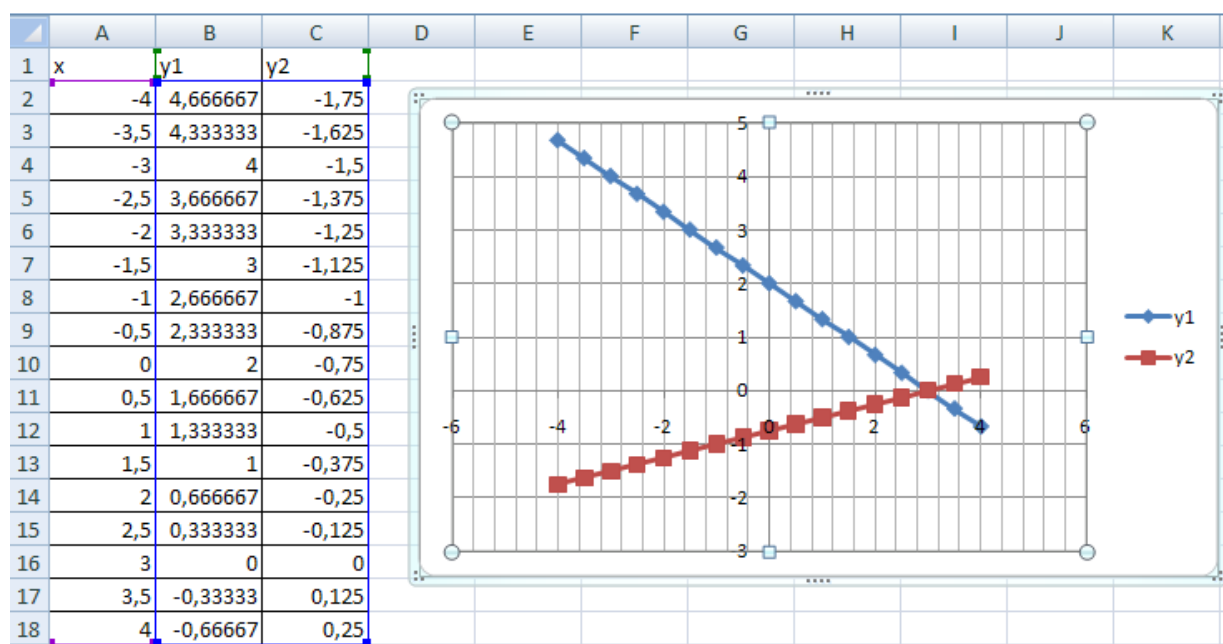 A B C D E F G H I J K
1 x y1 y2
2 -4 4,666667 -1,75
3 -3,5 4,333333 -1,625
4 -3 4 -1,5
5 -2,5 3,666667 -1,375
6 -2 3,333333 -1,25
7 -1,5 3 -1,125
8 -1 2,666667 -1
9 -0,5 2,333333 -0,875
10 0 2 -0,75
11 0,5 1,666667 -0,625
12 1 1,333333 -0,5
13 1,5 1 -0,375
14 2 0,666667 -0,25
15 2,5 0,333333 -0,125
16 3 0 0
17 3,5 -0,33333 0,125
18 4 -0,66667 0,25
5
4
3
2
1
0
-6 -4 -2 0 2 4 6
-1
-2
3
y1
y2